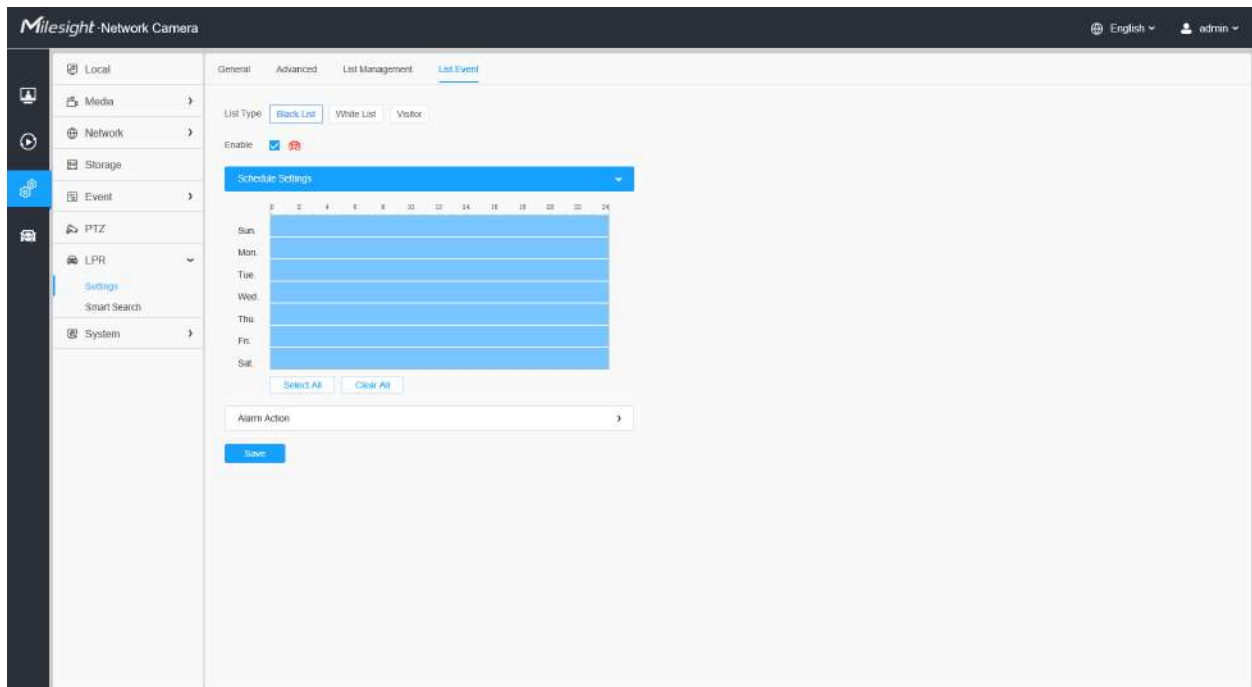 Milesight·Network Camera
English
admin
Local
Media
Network
Storage
Event
PTZ
LPR
Settings
Smart Search
System
General Advanced List Management List Event
List Type Black List White List Visitor
Enable
Schedule Settings
0 2 4 6 8 10 12 14 16 18 20 22 24
Sun.
Mon.
Tue.
Wed.
Thu.
Fri.
Sat.
Select All Clear All
Alarm Action
Save